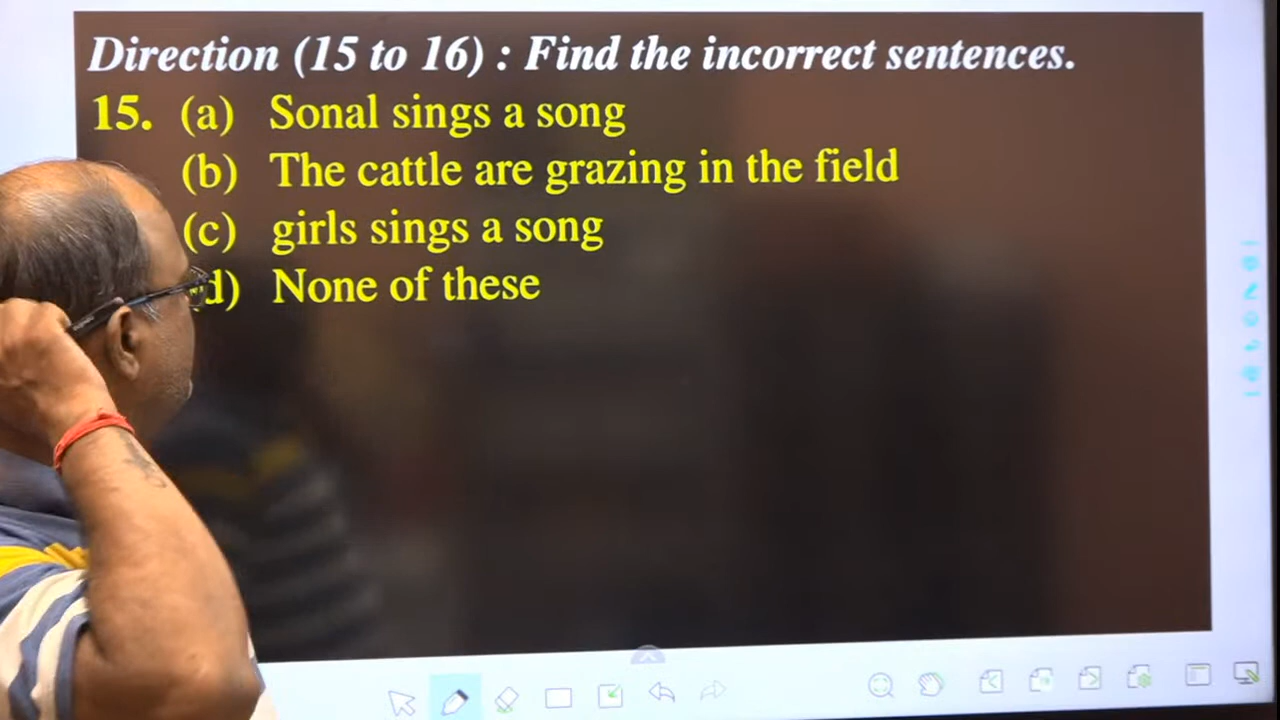 Direction (15 to 16) : Find the incorrect sentences.
15. (a) Sonal sings a song
(b) The cattle are grazing in the field
(c) girls sings a song
d) None of these